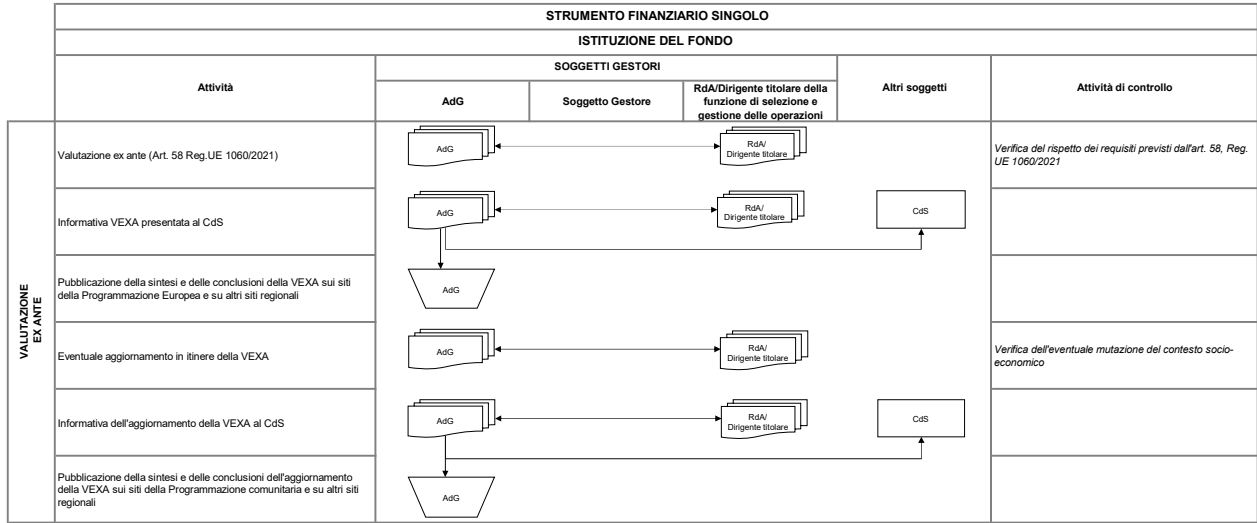 STRUMENTO FINANZIARIO SINGOLO
ISTITUZIONE DEL FONDO
Attività
SOGGETTI GESTORI
AdG
Soggetto Gestore
RdA/Dirigente titolare della
funzione di selezione e
gestione delle operazioni
Altri soggetti
Attività di controllo
VALUTAZIONE
EX ANTE
Valutazione ex ante (Art. 58 Reg.UE 1060/2021)
AdG
RdA/
Dirigente titolare
Verifica del rispetto dei requisiti previsti dall'art. 58, Reg.
UE 1060/2021
Informativa VEXA presentata al CdS
AdG
RdA/
Dirigente titolare
CdS
Pubblicazione della sintesi e delle conclusioni della VEXA sui siti
della Programmazione Europea e su altri siti regionali
AdG
Eventuale aggiornamento in itinere della VEXA
AdG
RdA/
Dirigente titolare
Verifica dell'eventuale mutazione del contesto socio-
economico
Informativa dell'aggiornamento della VEXA al CdS
AdG
RdA/
Dirigente titolare
CdS
Pubblicazione della sintesi e delle conclusioni dell'aggiornamento
della VEXA sui siti della Programmazione comunitaria e su altri siti
regionali
AdG